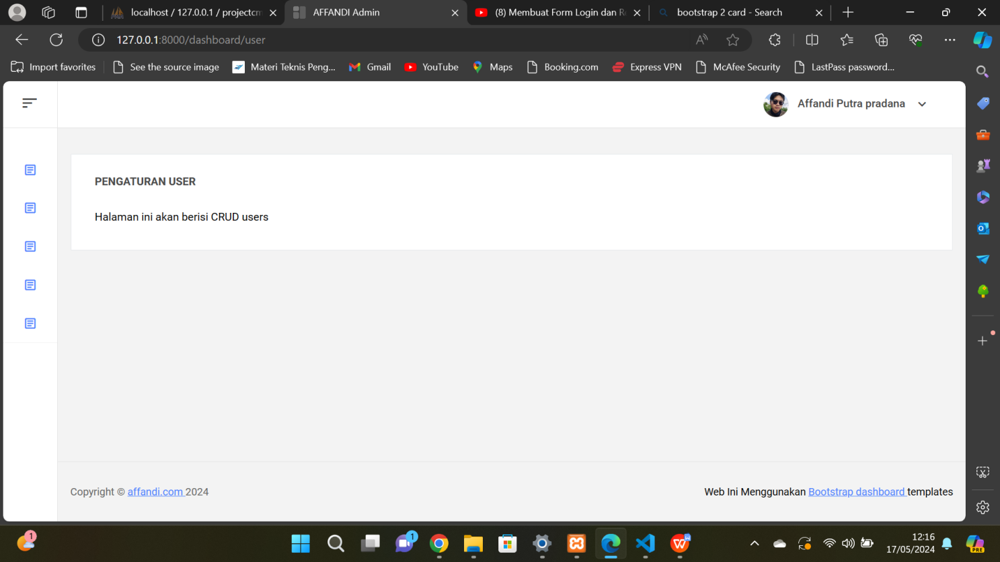 localhost / 127.0.0.1 / projectcm
AFFANDI Admin
(8) Membuat Form Login dan Re
bootstrap 2 card - Search
127.0.0.1:8000/dashboard/user
Import favorites
See the source image
Materi Teknis Peng...
Gmail
YouTube
Maps
Booking.com
Express VPN
McAfee Security
LastPass password...
Affandi Putra pradana
PENGATURAN USER
Halaman ini akan berisi CRUD users
Copyright © affandi.com 2024
Web Ini Menggunakan Bootstrap dashboard templates
1
1
12:16
17/05/2024
PRE